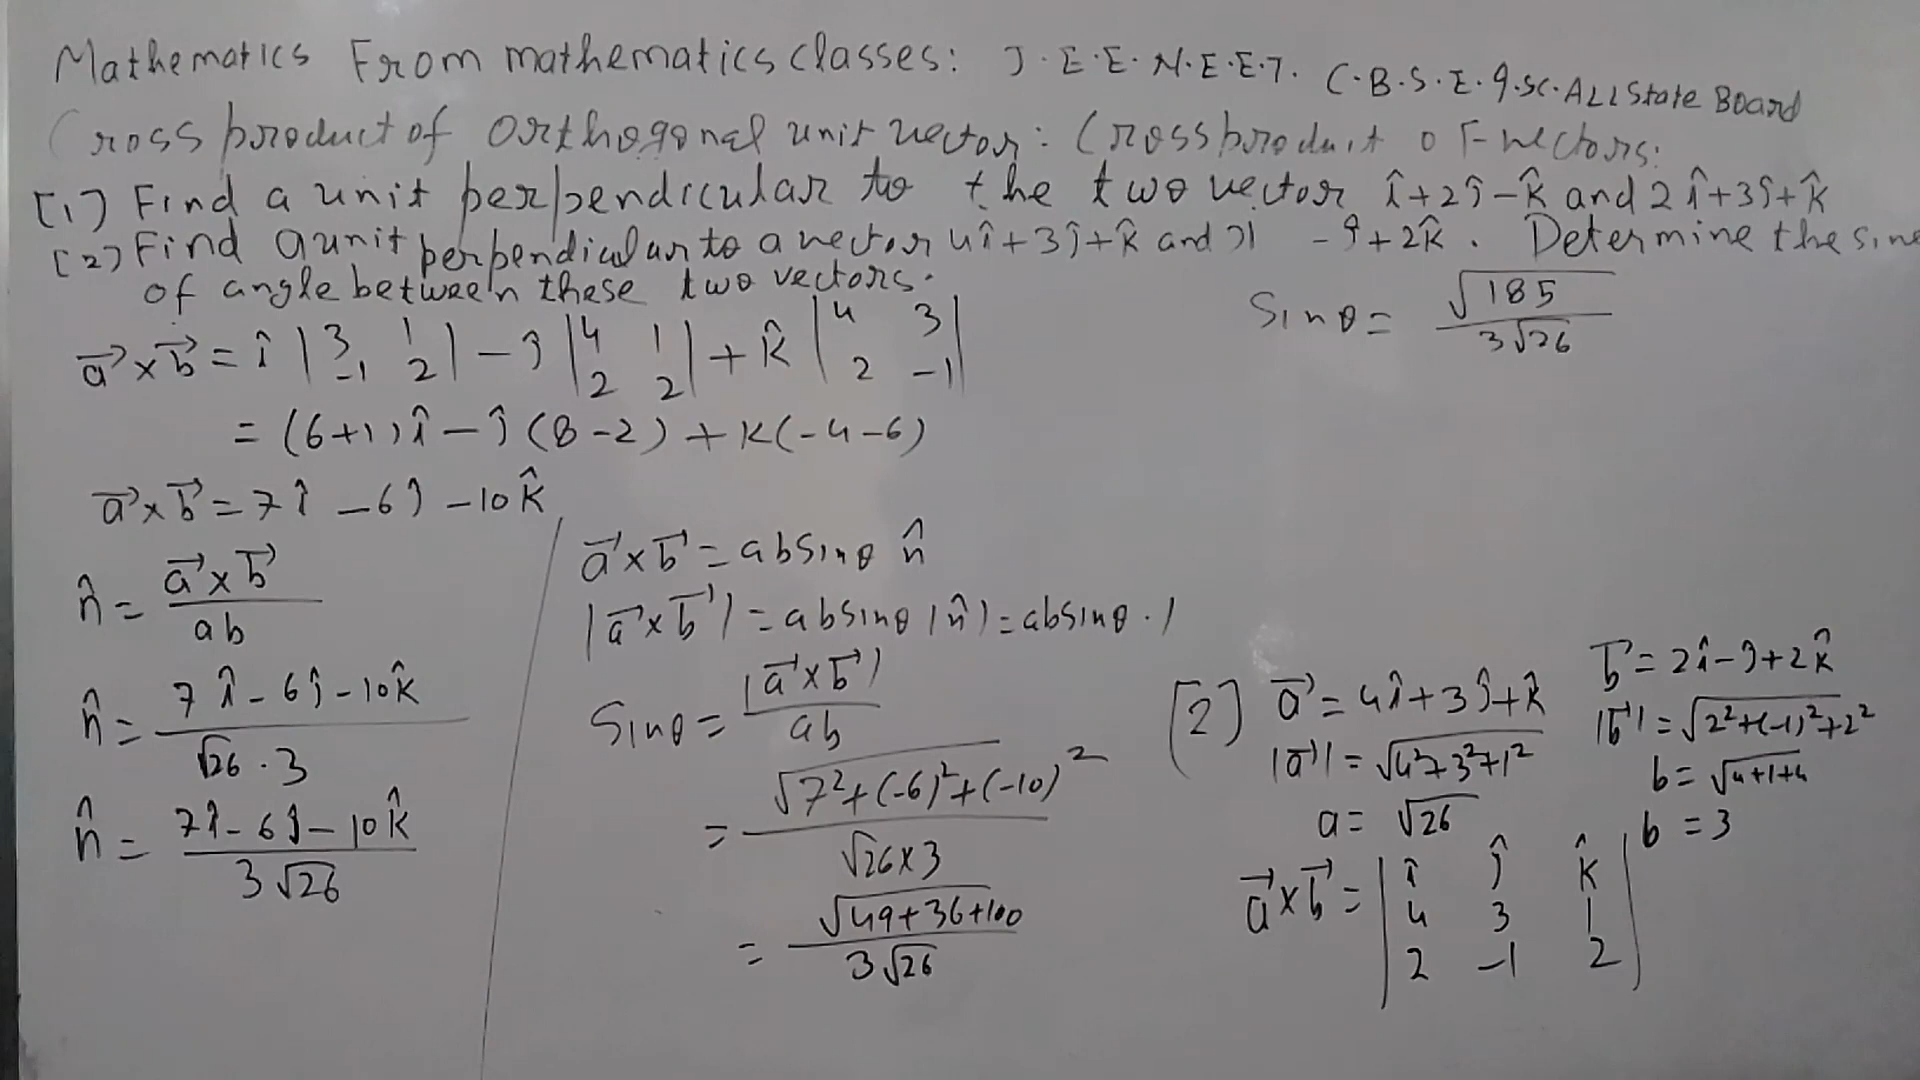 Mathematics From mathematics classes: J.E.E. N.E.E.T. C.B.S.E. 9.sc. ALL State Board
Cross product of orthogonal unit vector: Cross product of vectors:
[1] Find a unit perpendicular to the two vector î+2ĵ−k̂ and 2î+3ĵ+k̂
[2] Find a unit perpendicular to a vector 4î+3ĵ+k̂ and −ĵ+2k̂. Determine the sine
of angle between these two vectors.
Sinθ = √185 / 3√26
a⃗×b⃗ = î |3 1; −1 2| − ĵ |4 1; 2 2| + k̂ |4 3; 2 −1|
= (6+1)î − ĵ(8−2) + k(−4−6)
a⃗×b⃗ = 7î − 6ĵ − 10k̂
n̂ = a⃗×b⃗ / ab
n̂ = 7î − 6ĵ − 10k̂ / √26 . 3
n̂ = 7î − 6ĵ − 10k̂ / 3√26
a⃗×b⃗ = ab sinθ n̂
|a⃗×b⃗| = ab sinθ |n̂| = ab sinθ . 1
Sinθ = |a⃗×b⃗| / ab
= √7²+(−6)²+(−10)² / √26×3
= √49+36+100 / 3√26
[2] a⃗ = 4î+3ĵ+k̂
|a⃗| = √4²+3²+1²
a = √26
b⃗ = 2î−ĵ+2k̂
|b⃗| = √2²+(−1)²+2²
b = √4+1+4
b = 3
a⃗×b⃗ = | î ĵ k̂
4 3 1
2 −1 2 |